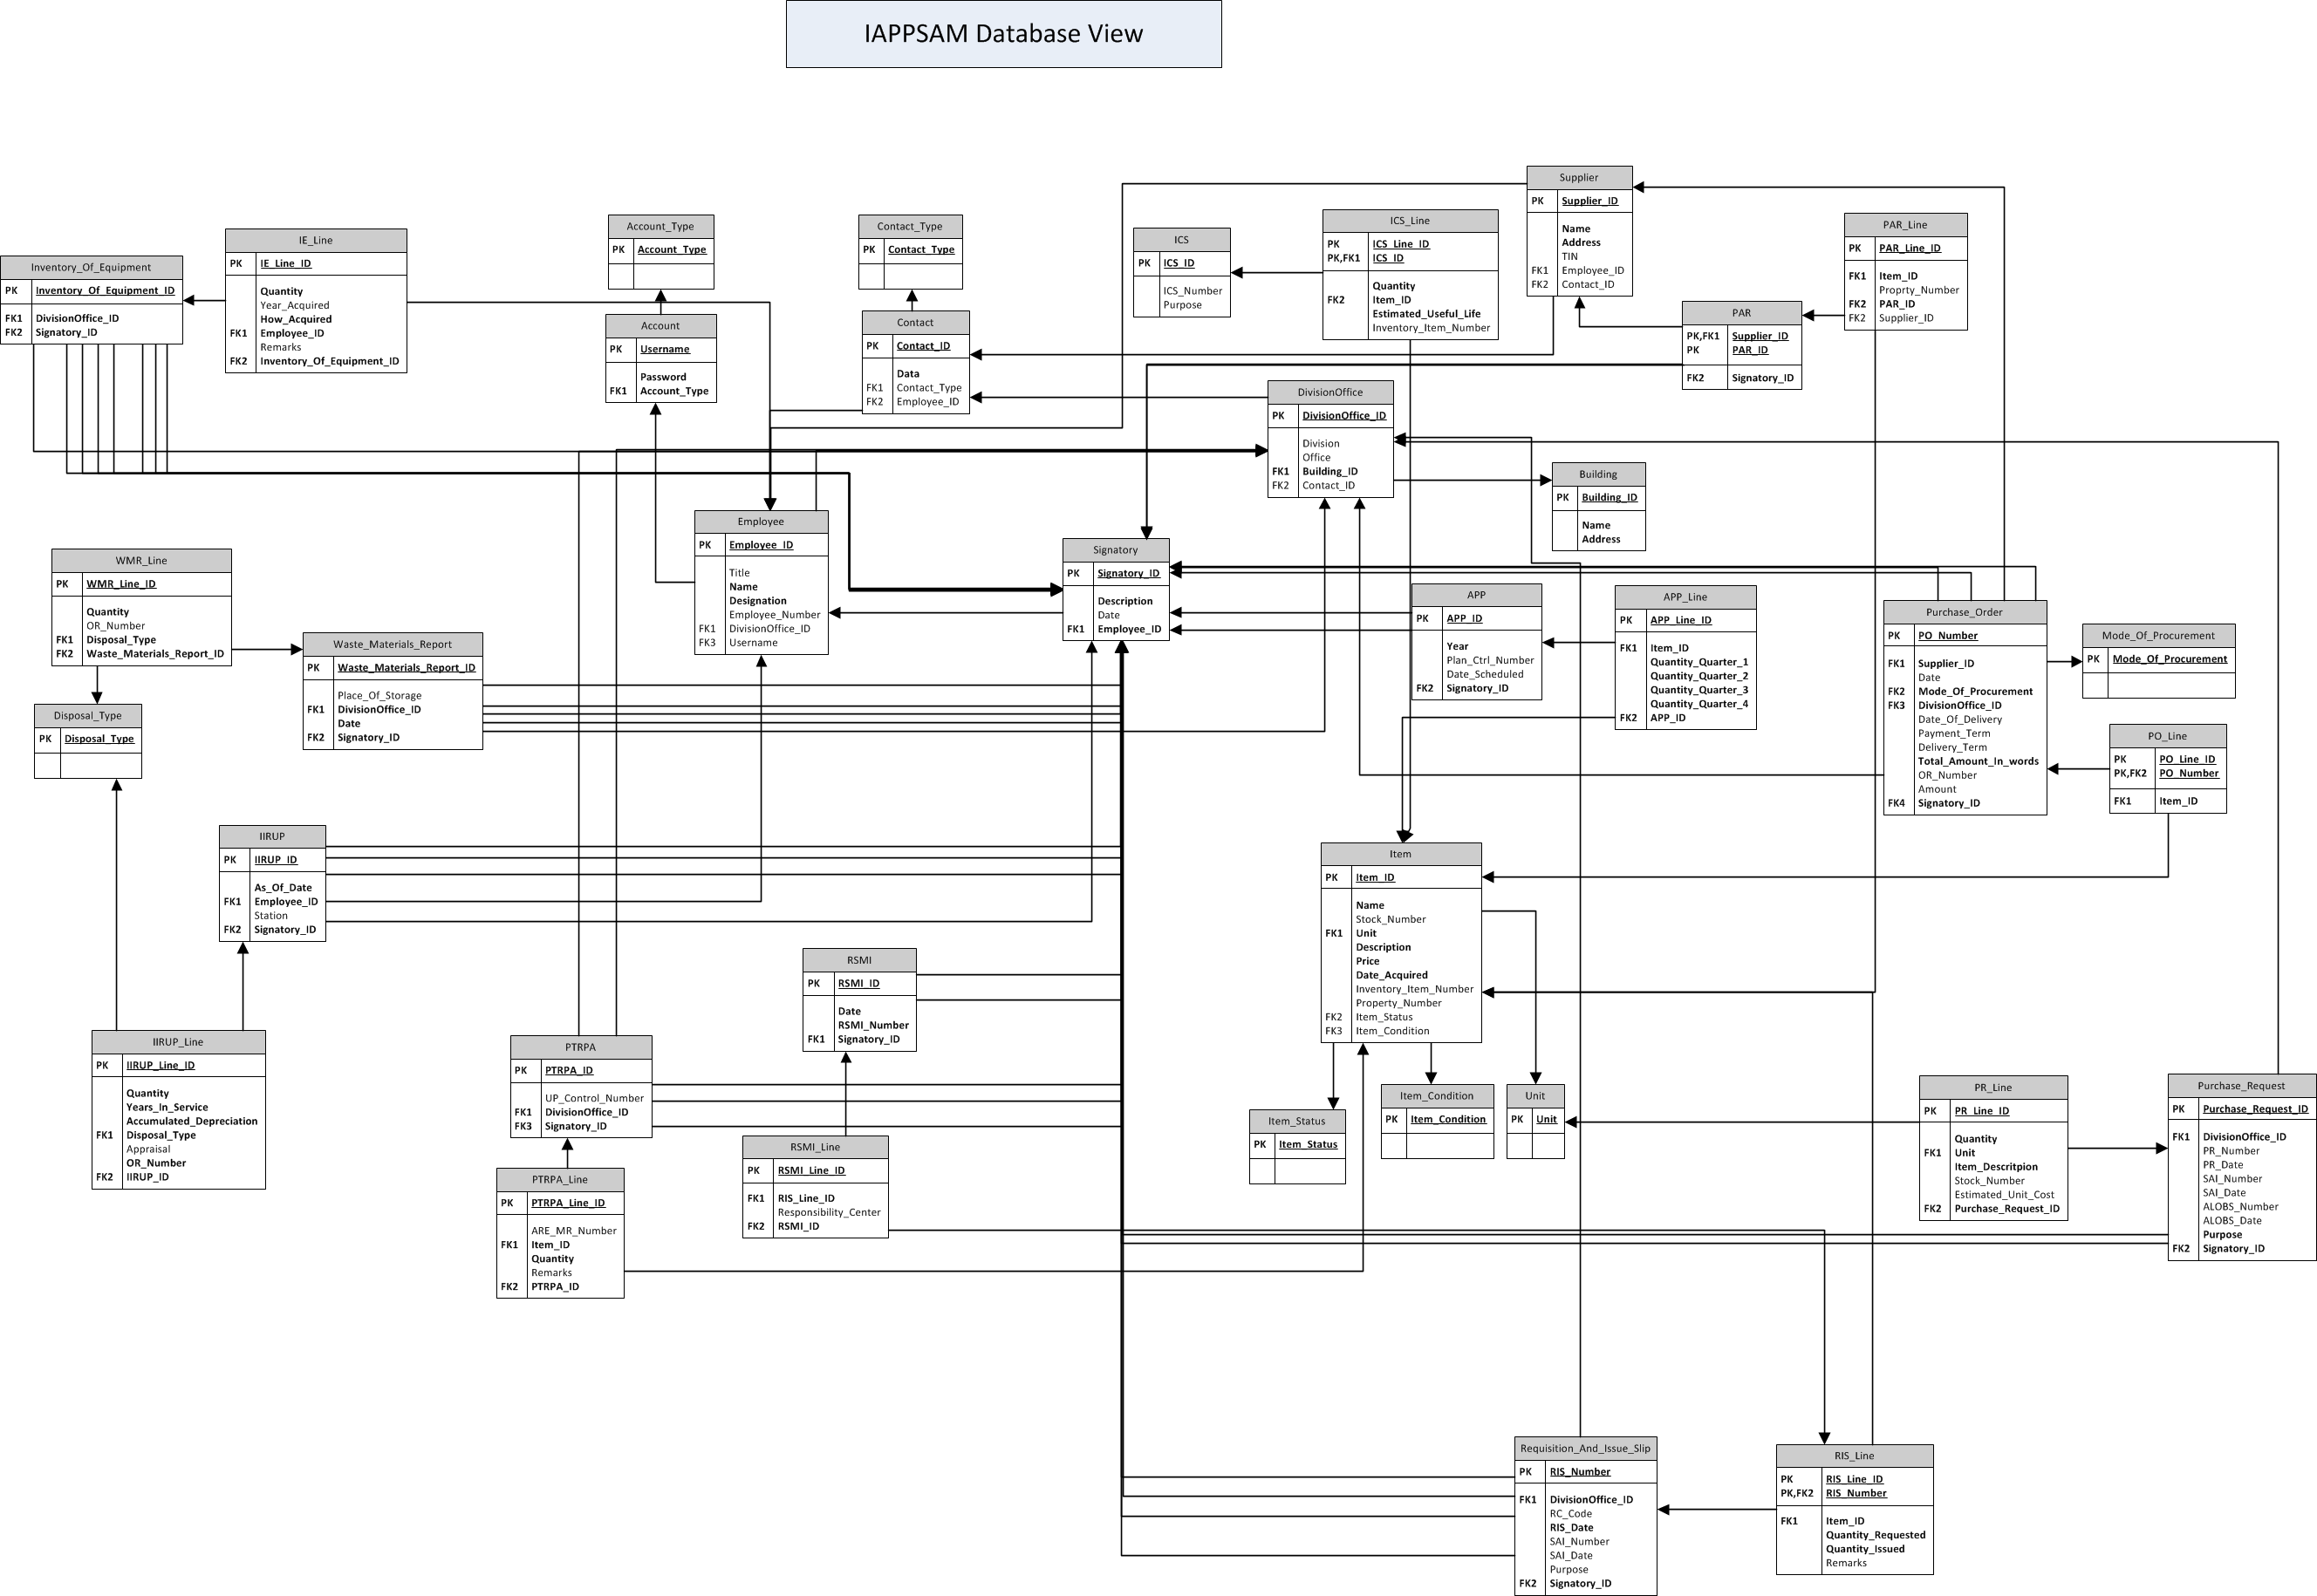 IAPPSAM Database View
Supplier
PK Supplier_ID
Name
Address
TIN
FK1 Employee_ID
FK2 Contact_ID
ICS_Line
PK ICS_Line_ID
PK,FK1 ICS_ID
Quantity
FK2 Item_ID
Estimated_Useful_Life
Inventory_Item_Number
PAR_Line
PK PAR_Line_ID
FK1 Item_ID
Proprty_Number
FK2 PAR_ID
FK2 Supplier_ID
Account_Type
PK Account_Type
Contact_Type
PK Contact_Type
ICS
PK ICS_ID
ICS_Number
Purpose
IE_Line
PK IE_Line_ID
Quantity
Year_Acquired
How_Acquired
FK1 Employee_ID
Remarks
FK2 Inventory_Of_Equipment_ID
Inventory_Of_Equipment
PK Inventory_Of_Equipment_ID
FK1 DivisionOffice_ID
FK2 Signatory_ID
Account
PK Username
Password
FK1 Account_Type
Contact
PK Contact_ID
Data
FK1 Contact_Type
FK2 Employee_ID
PAR
PK,FK1 Supplier_ID
PK PAR_ID
FK2 Signatory_ID
DivisionOffice
PK DivisionOffice_ID
Division
Office
FK1 Building_ID
FK2 Contact_ID
Building
PK Building_ID
Name
Address
Employee
PK Employee_ID
Title
Name
Designation
Employee_Number
FK1 DivisionOffice_ID
FK3 Username
Signatory
PK Signatory_ID
Description
Date
FK1 Employee_ID
WMR_Line
PK WMR_Line_ID
Quantity
OR_Number
FK1 Disposal_Type
FK2 Waste_Materials_Report_ID
APP
PK APP_ID
Year
Plan_Ctrl_Number
Date_Scheduled
FK2 Signatory_ID
APP_Line
PK APP_Line_ID
FK1 Item_ID
Quantity_Quarter_1
Quantity_Quarter_2
Quantity_Quarter_3
Quantity_Quarter_4
FK2 APP_ID
Purchase_Order
PK PO_Number
FK1 Supplier_ID
Date
FK2 Mode_Of_Procurement
FK3 DivisionOffice_ID
Date_Of_Delivery
Payment_Term
Delivery_Term
Total_Amount_In_words
OR_Number
Amount
FK4 Signatory_ID
Mode_Of_Procurement
PK Mode_Of_Procurement
Waste_Materials_Report
PK Waste_Materials_Report_ID
Place_Of_Storage
FK1 DivisionOffice_ID
Date
FK2 Signatory_ID
Disposal_Type
PK Disposal_Type
PO_Line
PK PO_Line_ID
PK,FK2 PO_Number
FK1 Item_ID
IIRUP
PK IIRUP_ID
As_Of_Date
FK1 Employee_ID
Station
FK2 Signatory_ID
Item
PK Item_ID
Name
Stock_Number
FK1 Unit
Description
Price
Date_Acquired
Inventory_Item_Number
Property_Number
FK2 Item_Status
FK3 Item_Condition
RSMI
PK RSMI_ID
Date
RSMI_Number
FK1 Signatory_ID
IIRUP_Line
PK IIRUP_Line_ID
Quantity
Years_In_Service
Accumulated_Depreciation
FK1 Disposal_Type
Appraisal
OR_Number
FK2 IIRUP_ID
PTRPA
PK PTRPA_ID
UP_Control_Number
FK1 DivisionOffice_ID
FK3 Signatory_ID
Item_Status
PK Item_Status
Item_Condition
PK Item_Condition
Unit
PK Unit
PR_Line
PK PR_Line_ID
Quantity
FK1 Unit
Item_Descritpion
Stock_Number
Estimated_Unit_Cost
FK2 Purchase_Request_ID
Purchase_Request
PK Purchase_Request_ID
FK1 DivisionOffice_ID
PR_Number
PR_Date
SAI_Number
SAI_Date
ALOBS_Number
ALOBS_Date
Purpose
FK2 Signatory_ID
RSMI_Line
PK RSMI_Line_ID
FK1 RIS_Line_ID
Responsibility_Center
FK2 RSMI_ID
PTRPA_Line
PK PTRPA_Line_ID
ARE_MR_Number
FK1 Item_ID
Quantity
Remarks
FK2 PTRPA_ID
Requisition_And_Issue_Slip
PK RIS_Number
FK1 DivisionOffice_ID
RC_Code
RIS_Date
SAI_Number
SAI_Date
Purpose
FK2 Signatory_ID
RIS_Line
PK RIS_Line_ID
PK,FK2 RIS_Number
FK1 Item_ID
Quantity_Requested
Quantity_Issued
Remarks